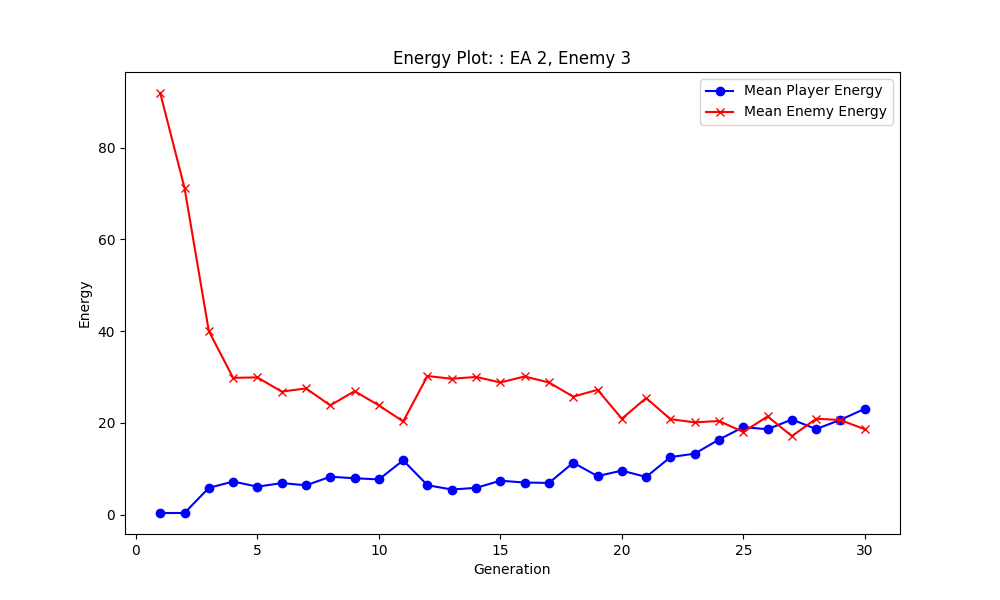 Energy Plot: : EA 2, Enemy 3
Mean Player Energy
Mean Enemy Energy
Energy
80
60
40
20
0
0 5 10 15 20 25 30
Generation